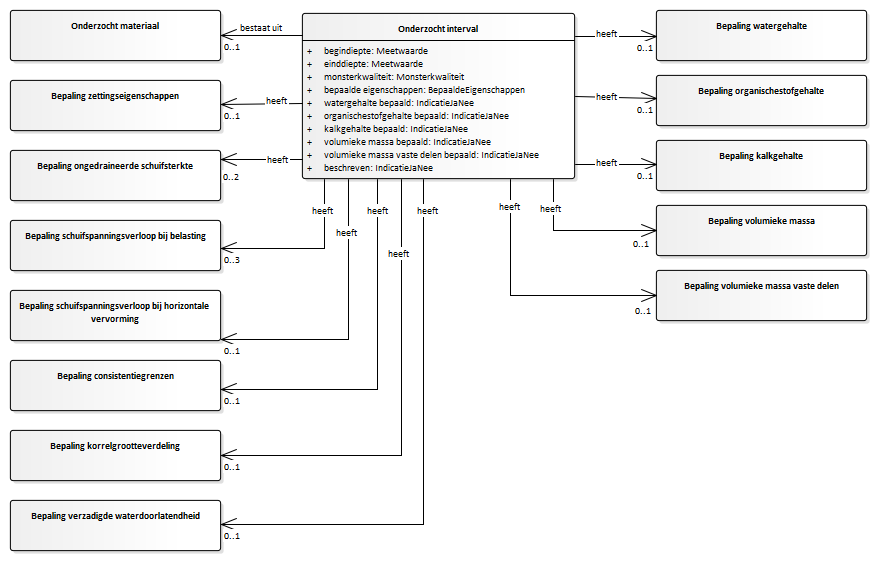 Onderzocht materiaal
bestaat uit
0..1
Bepaling zettingseigenschappen
heeft
0..1
Bepaling ongedraineerde schuifsterkte
heeft
0..2
Bepaling schuifspanningsverloop bij belasting
heeft
0..3
Bepaling schuifspanningsverloop bij horizontale
vervorming
heeft
0..1
Bepaling consistentiegrenzen
heeft
0..1
Bepaling korrelgrootteverdeling
heeft
0..1
Bepaling verzadigde waterdoorlatendheid
heeft
0..1
Onderzocht interval
+ begindiepte: Meetwaarde
+ einddiepte: Meetwaarde
+ monsterkwaliteit: Monsterkwaliteit
+ bepaalde eigenschappen: BepaaldeEigenschappen
+ watergehalte bepaald: IndicatieJaNee
+ organischestofgehalte bepaald: IndicatieJaNee
+ kalkgehalte bepaald: IndicatieJaNee
+ volumieke massa bepaald: IndicatieJaNee
+ volumieke massa vaste delen bepaald: IndicatieJaNee
+ beschreven: IndicatieJaNee
heeft
0..1
Bepaling watergehalte
heeft
0..1
Bepaling organischestofgehalte
heeft
0..1
Bepaling kalkgehalte
heeft
0..1
Bepaling volumieke massa
heeft
0..1
Bepaling volumieke massa vaste delen